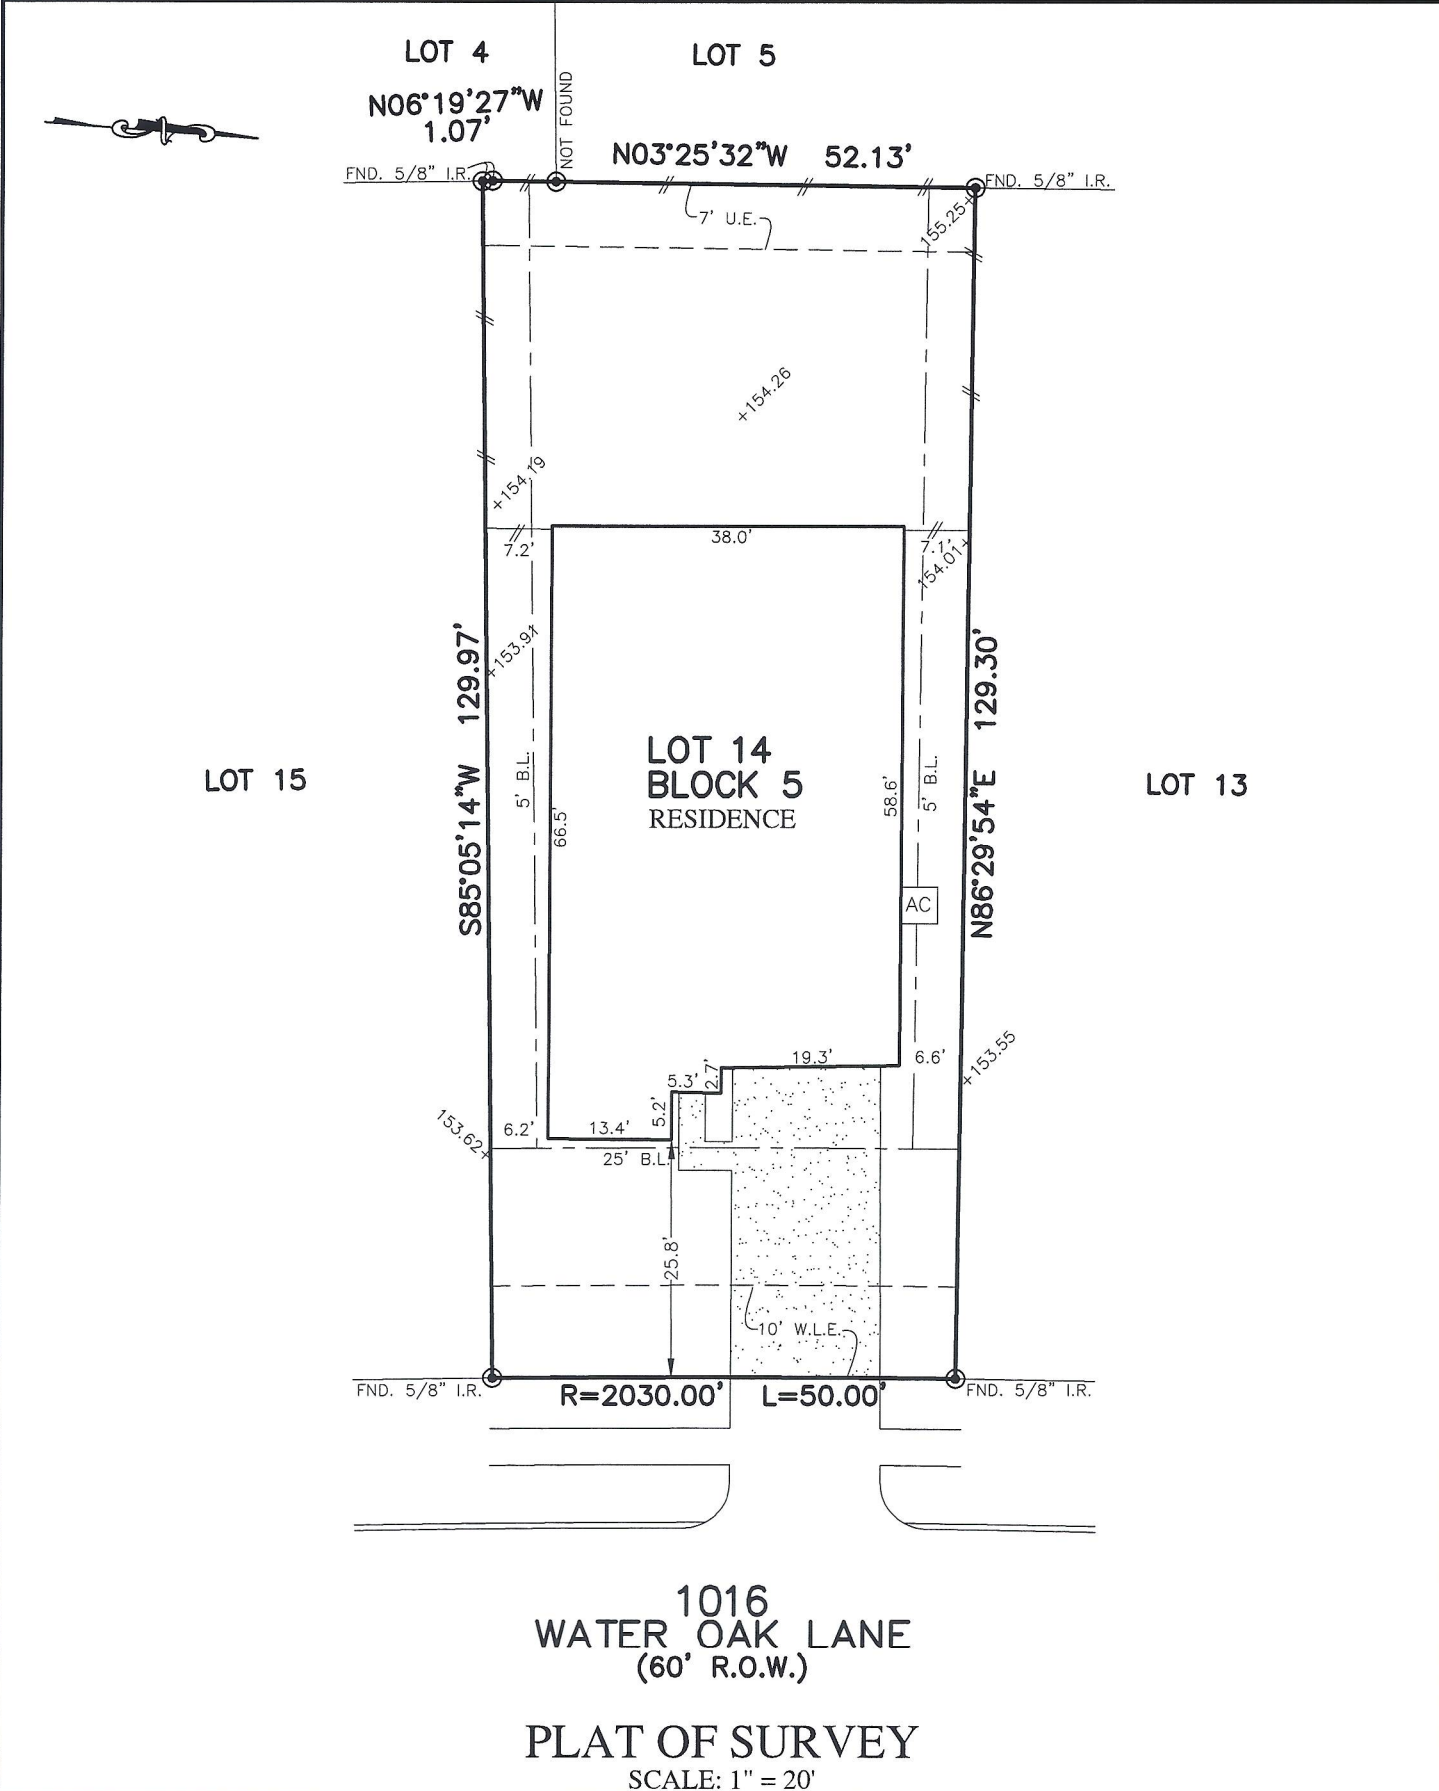 LOT 4
LOT 5
N06°19'27"W
1.07'
NOT FOUND
N03°25'32"W 52.13'
FND. 5/8" I.R.
FND. 5/8" I.R.
7' U.E.
155.25+
+154.26
+154.19
38.0'
7.2'
7.1'
154.01+
+153.91
S85°05'14"W 129.97'
N86°29'54"E 129.30'
LOT 15
LOT 14
BLOCK 5
RESIDENCE
LOT 13
5' B.L.
66.5'
58.6'
5' B.L.
AC
+153.55
19.3'
6.6'
5.3'
2.7'
5.2'
153.62+
6.2'
13.4'
25' B.L.
25.8'
10' W.L.E.
FND. 5/8" I.R.
R=2030.00' L=50.00'
FND. 5/8" I.R.
1016
WATER OAK LANE
(60' R.O.W.)
PLAT OF SURVEY
SCALE: 1" = 20'